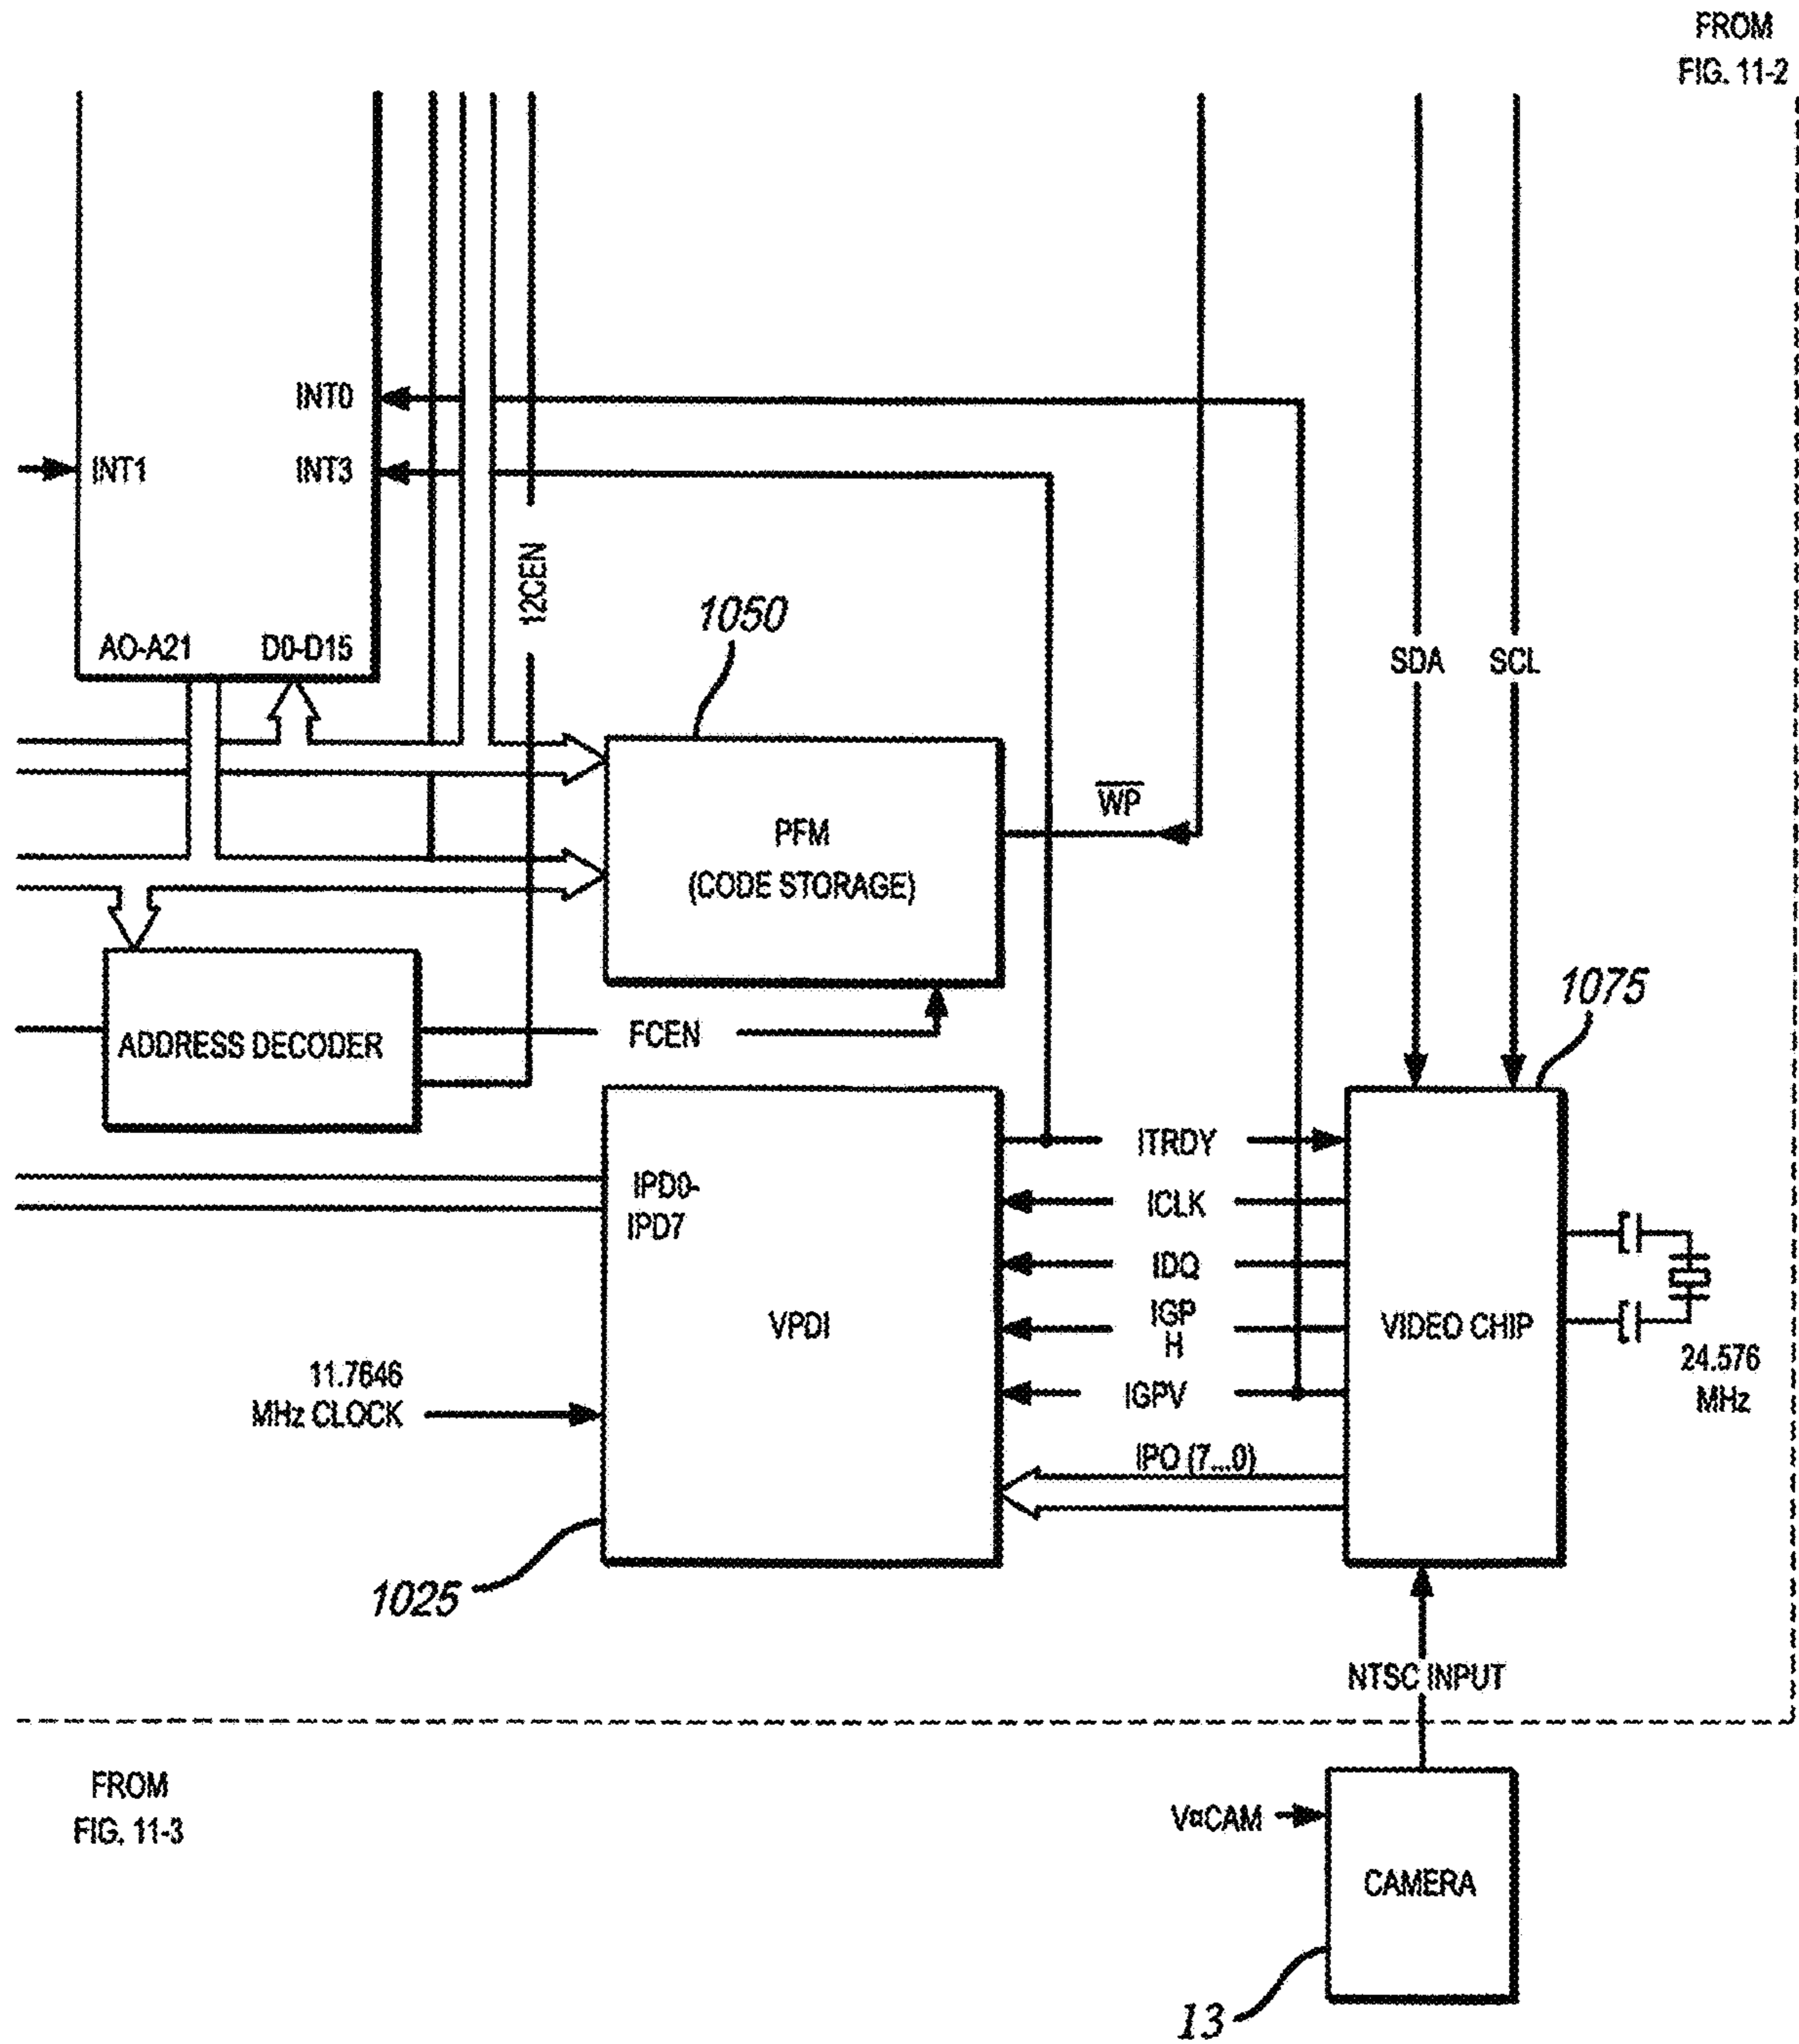 FROM
FIG. 11-2
INT0
INT1
INT3
12CEN
1050
A0-A21
D0-D15
SDA
SCL
WP
PFM
(CODE STORAGE)
1075
ADDRESS DECODER
FCEN
ITRDY
IPD0-
IPD7
ICLK
IDQ
IGP
H
VPDI
VIDEO CHIP
24.576
MHz
11.7646
MHz CLOCK
IGPV
IPO (7...0)
1025
NTSC INPUT
FROM
FIG. 11-3
V¤CAM
CAMERA
13